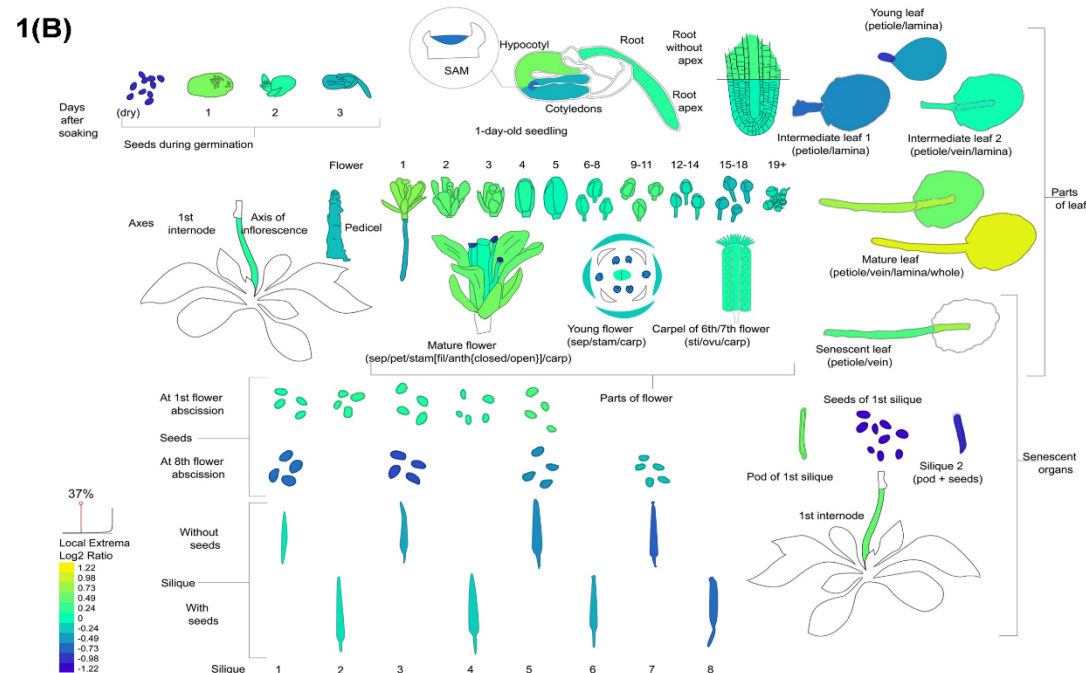 1(B)
Days
after
soaking
(dry)
1
2
3
Seeds during germination
SAM
Hypocotyl
Cotyledons
Root
Root
apex
1-day-old seedling
Root
without
apex
Young leaf
(petiole/lamina)
Intermediate leaf 1
(petiole/lamina)
Intermediate leaf 2
(petiole/vein/lamina)
Mature leaf
(petiole/vein/lamina/whole)
Senescent leaf
(petiole/vein)
Parts
of leaf
Flower
1
2
3
4
5
6-8
9-11
12-14
15-18
19+
Axes
1st
internode
Axis of
inflorescence
Pedicel
Mature flower
(sep/pet/stam[fil/anth{closed/open}]/carp)
Young flower
(sep/stam/carp)
Carpel of 6th/7th flower
(sti/ovu/carp)
Parts of flower
At 1st flower
abscission
Seeds
At 8th flower
abscission
Without
seeds
Silique
With
seeds
Silique
1
2
3
4
5
6
7
8
Seeds of 1st silique
Pod of 1st silique
Silique 2
(pod + seeds)
1st internode
Senescent
organs
37%
Local Extrema
Log2 Ratio
1.22
0.98
0.73
0.49
0.24
0
-0.24
-0.49
-0.73
-0.98
-1.22